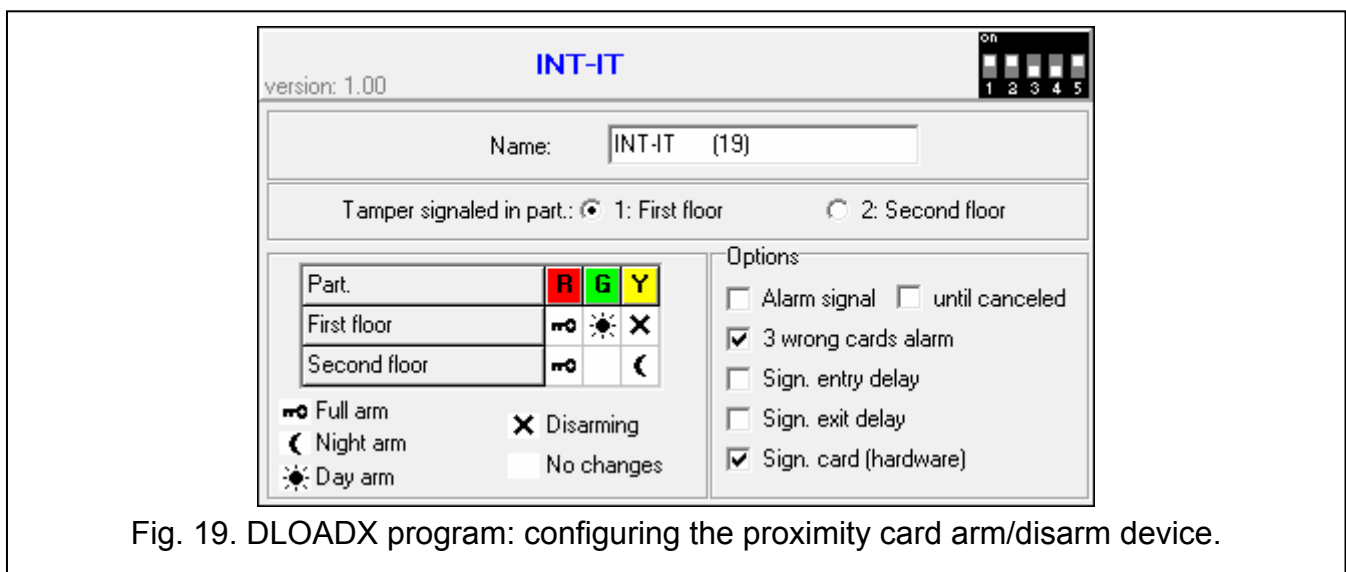 INT-IT
version: 1.00
on
1 2 3 4 5
Name: INT-IT (19)
Tamper signaled in part.: 1: First floor 2: Second floor
Part. R G Y
First floor
Second floor
Full arm
Night arm
Day arm
Disarming
No changes
Options
Alarm signal until canceled
3 wrong cards alarm
Sign. entry delay
Sign. exit delay
Sign. card (hardware)
Fig. 19. DLOADX program: configuring the proximity card arm/disarm device.